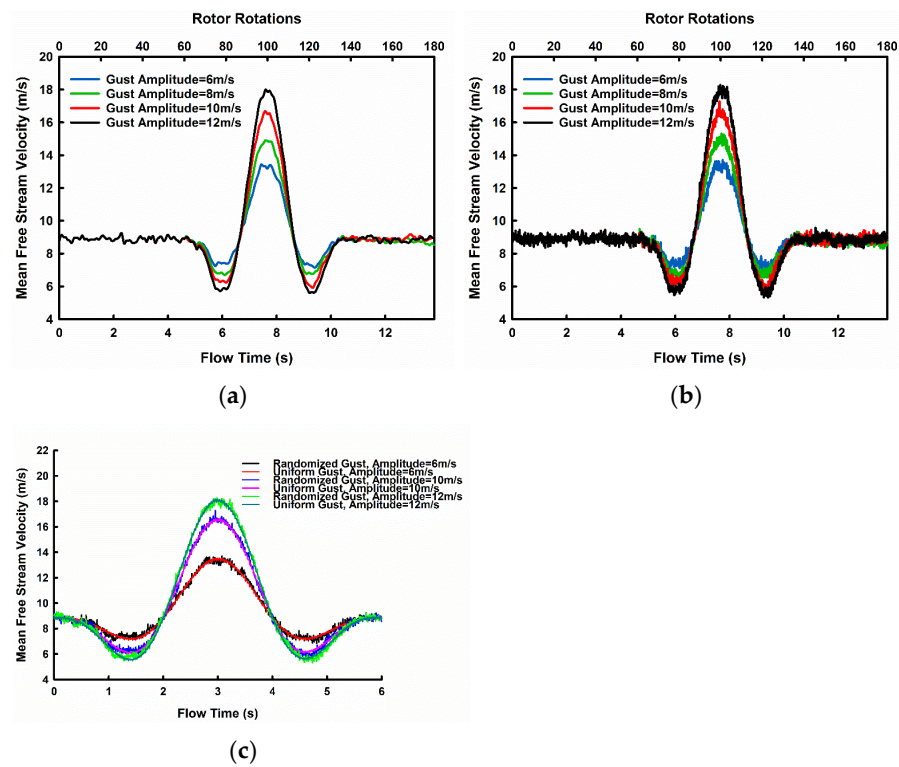 Rotor Rotations
0 20 40 60 80 100 120 140 160 180
20
18
16
14
12
10
8
6
4
Mean Free Stream Velocity (m/s)
Gust Amplitude=6m/s
Gust Amplitude=8m/s
Gust Amplitude=10m/s
Gust Amplitude=12m/s
0 2 4 6 8 10 12
Flow Time (s)
(a)
Rotor Rotations
0 20 40 60 80 100 120 140 160 180
20
18
16
14
12
10
8
6
4
Mean Free Stream Velocity (m/s)
Gust Amplitude=6m/s
Gust Amplitude=8m/s
Gust Amplitude=10m/s
Gust Amplitude=12m/s
0 2 4 6 8 10 12
Flow Time (s)
(b)
22
20
18
16
14
12
10
8
6
4
Mean Free Stream Velocity (m/s)
Randomized Gust, Amplitude=6m/s
Uniform Gust, Amplitude=6m/s
Randomized Gust, Amplitude=10m/s
Uniform Gust, Amplitude=10m/s
Randomized Gust, Amplitude=12m/s
Uniform Gust, Amplitude=12m/s
0 1 2 3 4 5 6
Flow Time (s)
(c)